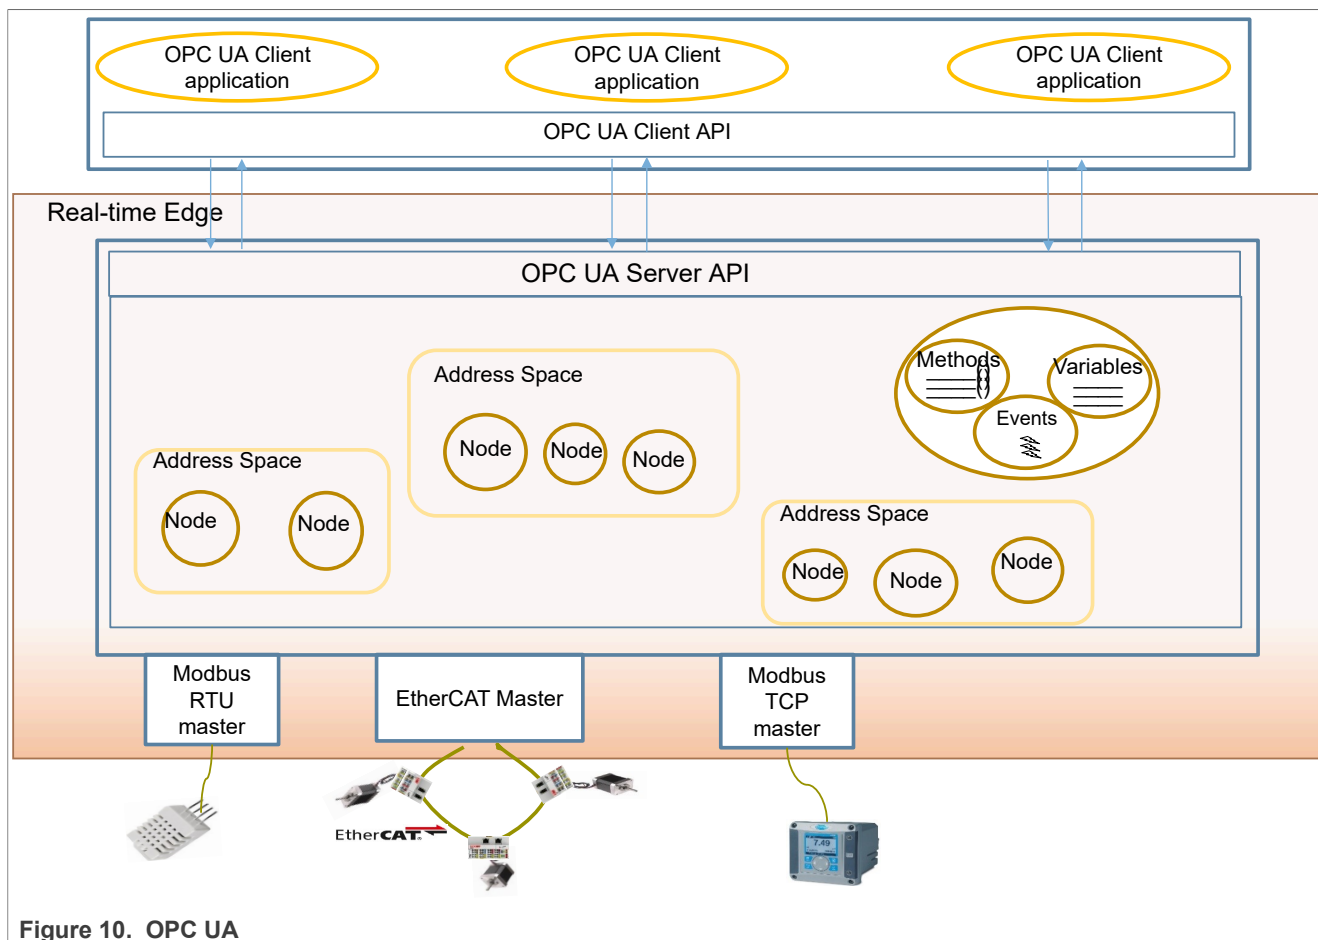 OPC UA Client
application
OPC UA Client
application
OPC UA Client
application
OPC UA Client API
Real-time Edge
OPC UA Server API
Methods
()
()
()
Variables
Events
Address Space
Node
Node
Node
Address Space
Node
Node
Address Space
Node
Node
Node
Modbus
RTU
master
EtherCAT Master
Modbus
TCP
master
EtherCAT®
7.49
Figure 10. OPC UA